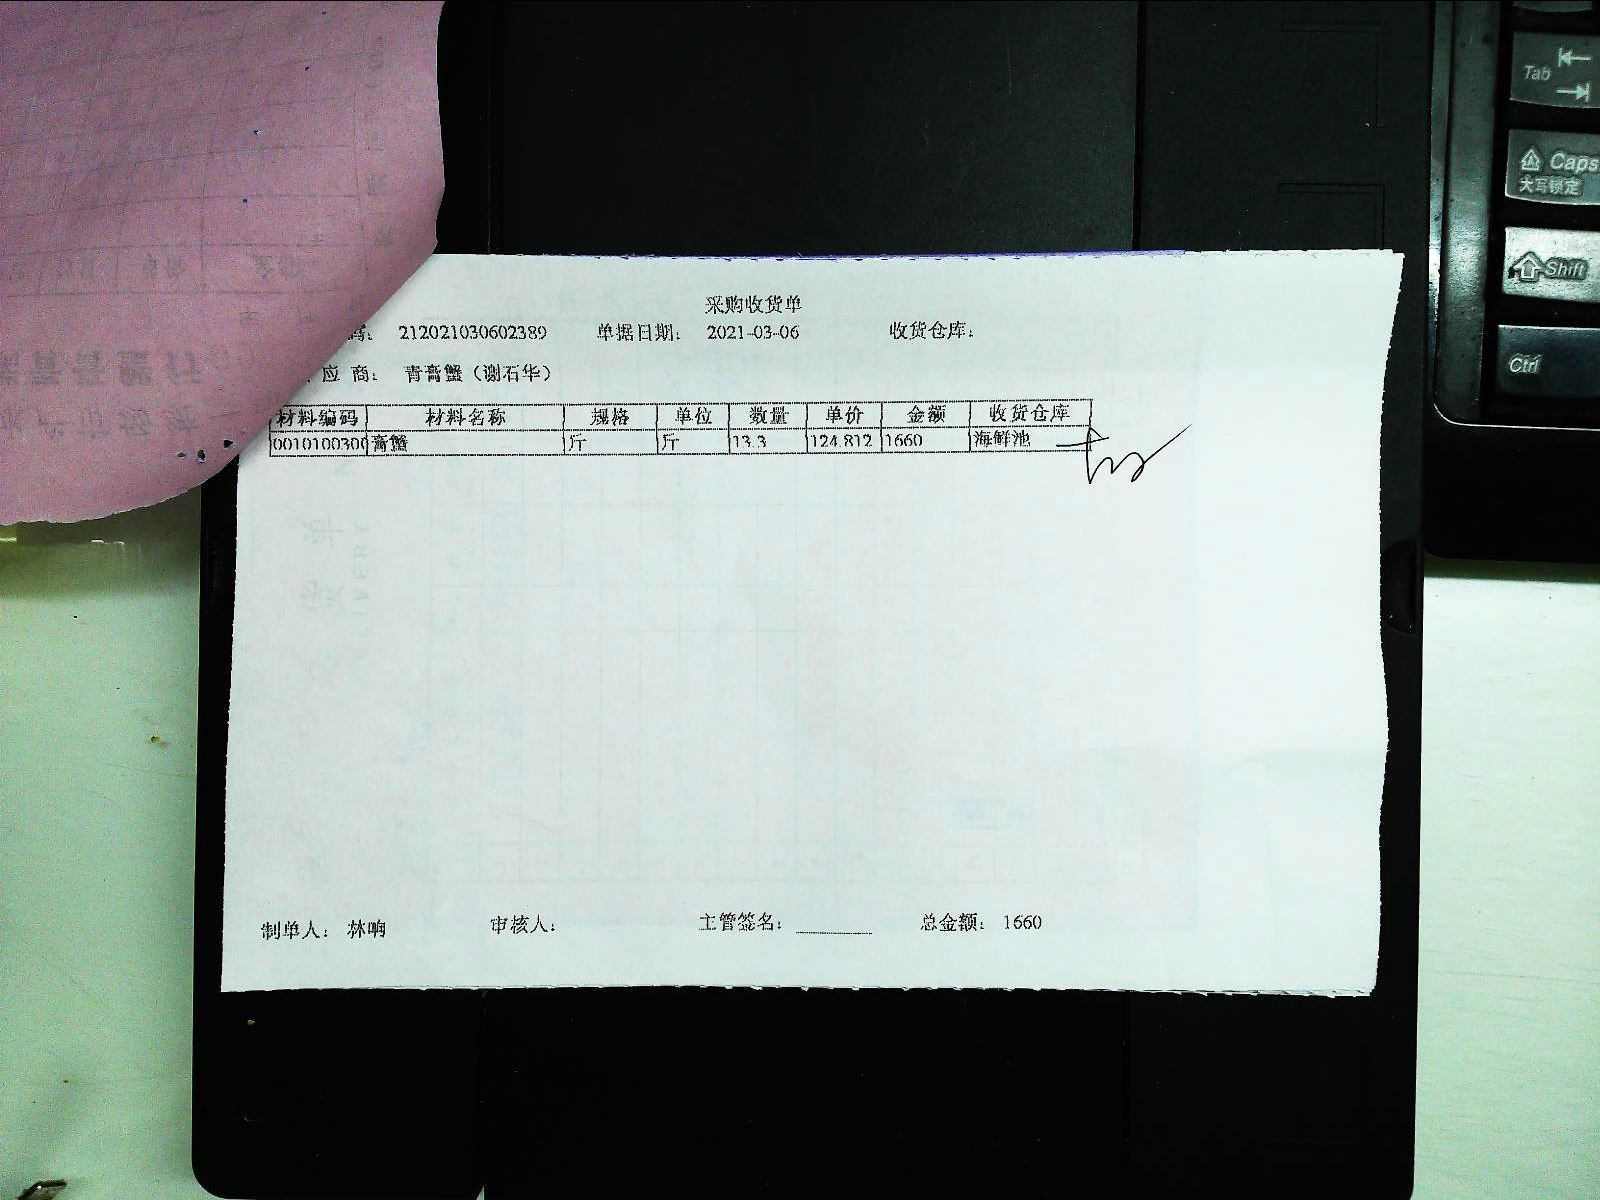 采购收货单
212021030602389 单据日期: 2021-03-06 收货仓库:
应 商: 青膏蟹（谢石华）
材料编码 材料名称 规格 单位 数量 单价 金额 收货仓库
0010100300 膏蟹 斤 斤 13.3 124.812 1660 海鲜池
制单人: 林响 审核人: 主管签名: 总金额: 1660
Tab
Caps
大写锁定
Shift
Ctrl